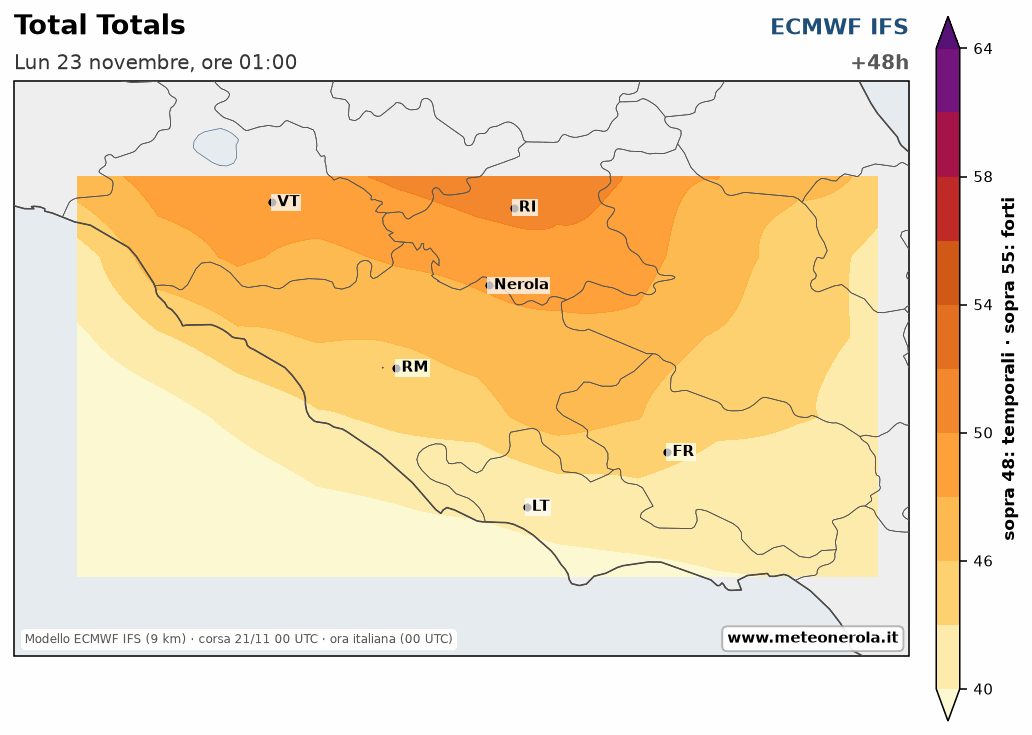 Total Totals
ECMWF IFS
Lun 23 novembre, ore 01:00
+48h
VT
RI
Nerola
RM
FR
LT
Modello ECMWF IFS (9 km) · corsa 21/11 00 UTC · ora italiana (00 UTC)
www.meteonerola.it
64
58
54
50
46
40
sopra 48: temporali · sopra 55: forti